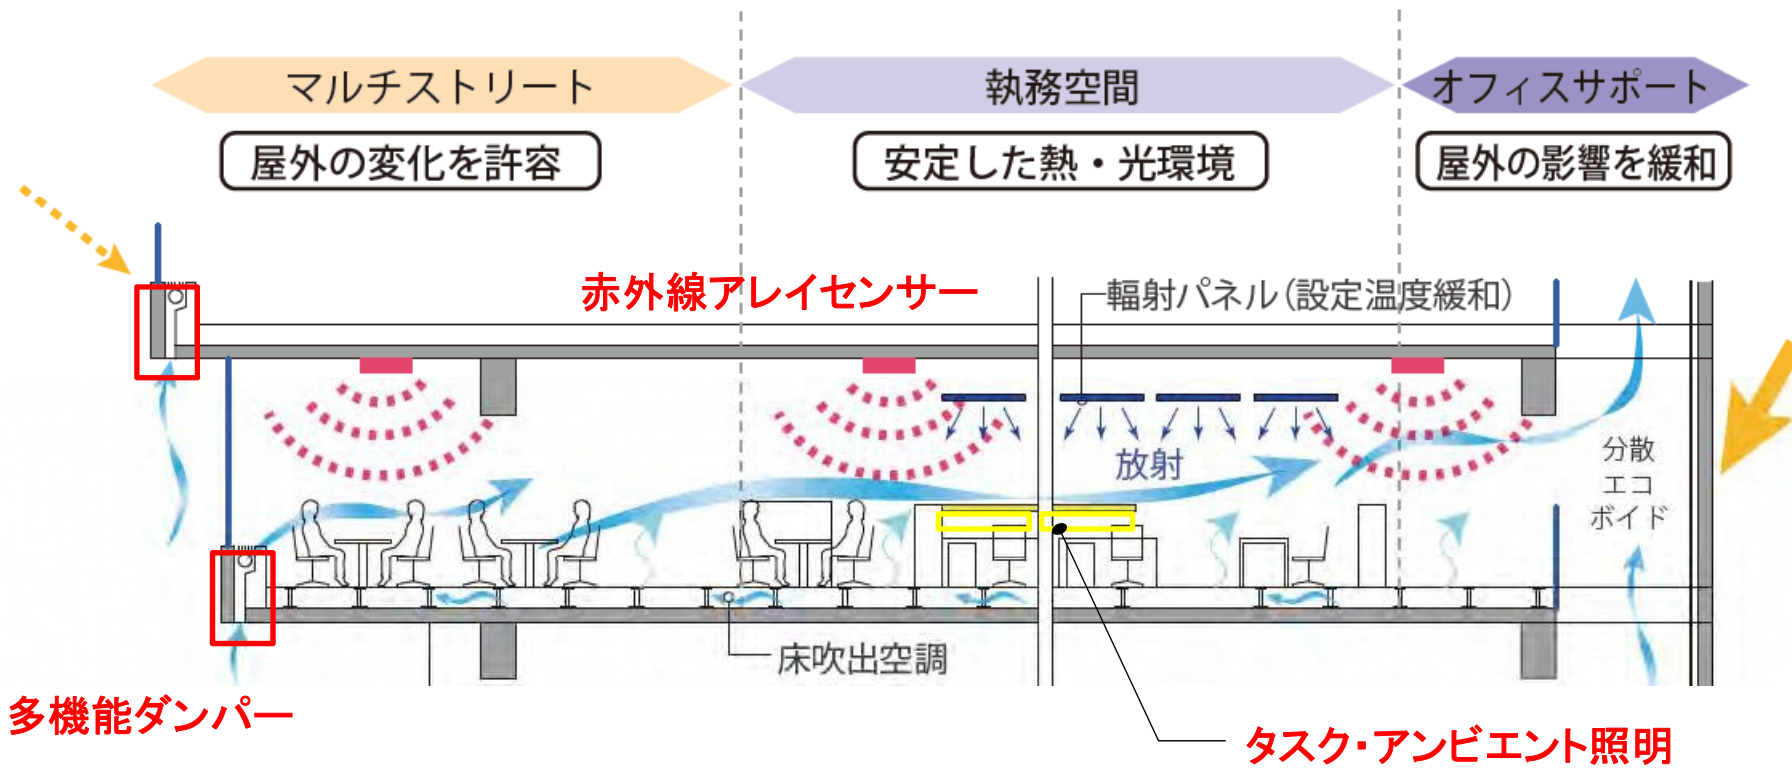 マルチストリート
執務空間
オフィスサポート
屋外の変化を許容
安定した熱・光環境
屋外の影響を緩和
赤外線アレイセンサー
輻射パネル(設定温度緩和)
放射
分散
エコ
ボイド
床吹出空調
多機能ダンパー
タスク・アンビエント照明